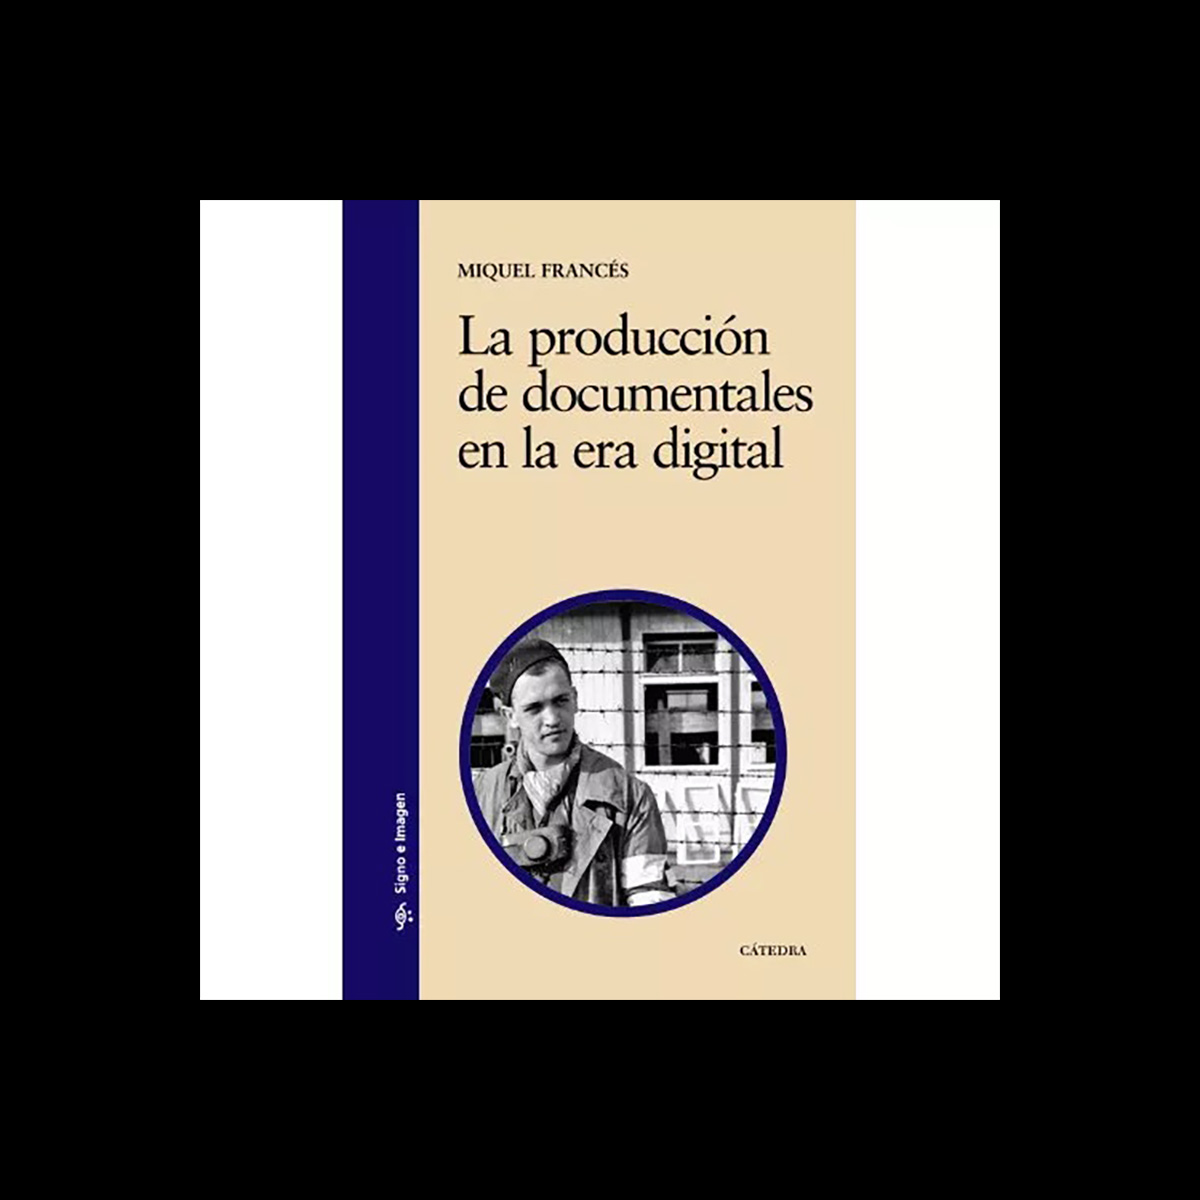 MIQUEL FRANCÉS
La producción
de documentales
en la era digital
Signo e Imagen
CÁTEDRA